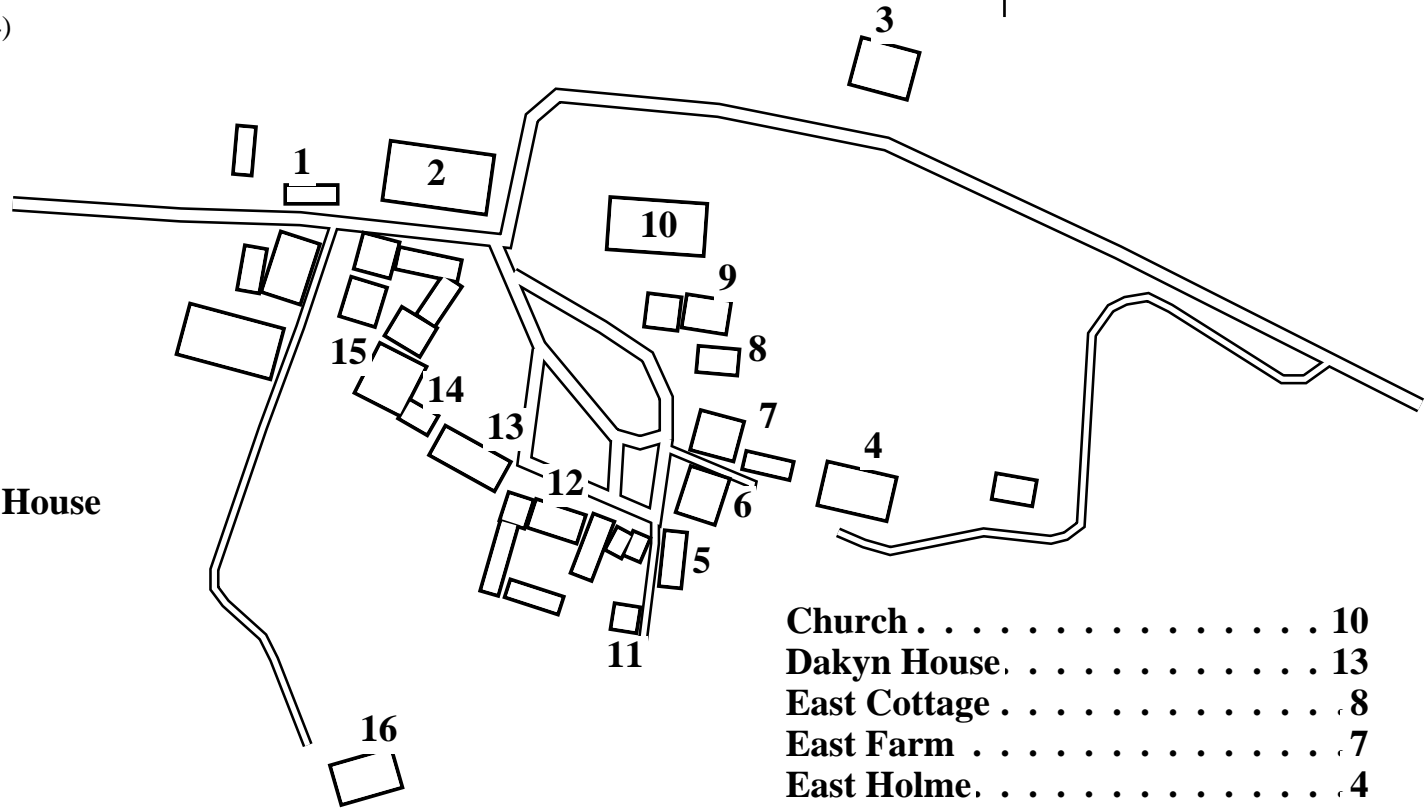 3
1
2
10
9
8
15
14
7
13
4
12
House
6
5
11
16
Church . . . . . . . . . . . . . . . 10
Dakyn House. . . . . . . . . . . . 13
East Cottage . . . . . . . . . . . . . 8
East Farm . . . . . . . . . . . . . . 7
East Holme. . . . . . . . . . . . . . 4